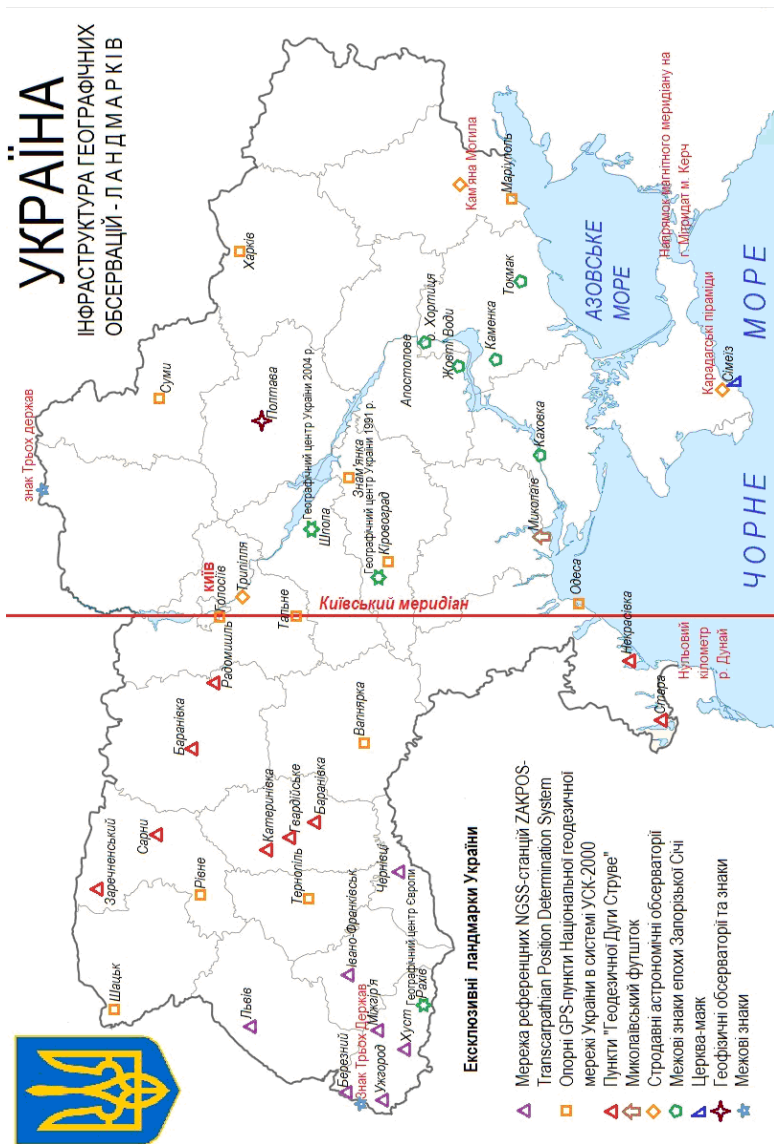 УКРАЇНА
ІНФРАСТРУКТУРА ГЕОГРАФІЧНИХ
ОБСЕРВАЦІЙ - ЛАНДМАРКІВ
знак Трьох держав
Суми
Харків
Полтава
Географічний центр України 2004 р.
Шпола
КИЇВ
Голосіїв
Трипілля
Радомишль
Київський меридіан
Тальне
Знам'янка
Географічний центр України 1991 р.
Кіровоград
Апостолове
о. Хортиця
Жовті Води
Каменка
Токмак
Кам'яна Могила
Маріуполь
Каховка
Миколаїв
Одеса
АЗОВСЬКЕ
МОРЕ
Напрямок магнітного меридіану на
г. Мітридат м. Керч
Карадагські піраміди
Сімеїз
ЧОРНЕ МОРЕ
Некрасівка
Нульовий
кілометр
р. Дунай
Заречненський
Сарни
Баранівка
Шацьк
Рівне
Катеринівка
Гвардійське
Баранівка
Вапнярка
Тернопіль
Львів
Івано-Франківськ
Чернівці
Березний
Знак Трьох Держав
Міжгір'я
Ужгород
Хуст
Географічний центр Європи
Рахів
Ексклюзивні ландмарки України
Мережа референцних NGSS-станцій ZAKPOS-
Transcarpathian Position Determination System
Опорні GPS-пункти Національної геодезичної
мережі України в системі УСК-2000
Пункти "Геодезичної Дуги Струве"
Миколаївський футшток
Стродавні астрономічні обсерваторії
Межові знаки епохи Запорізької Січі
Церква-маяк
Геофізичні обсерваторії та знаки
Межові знаки